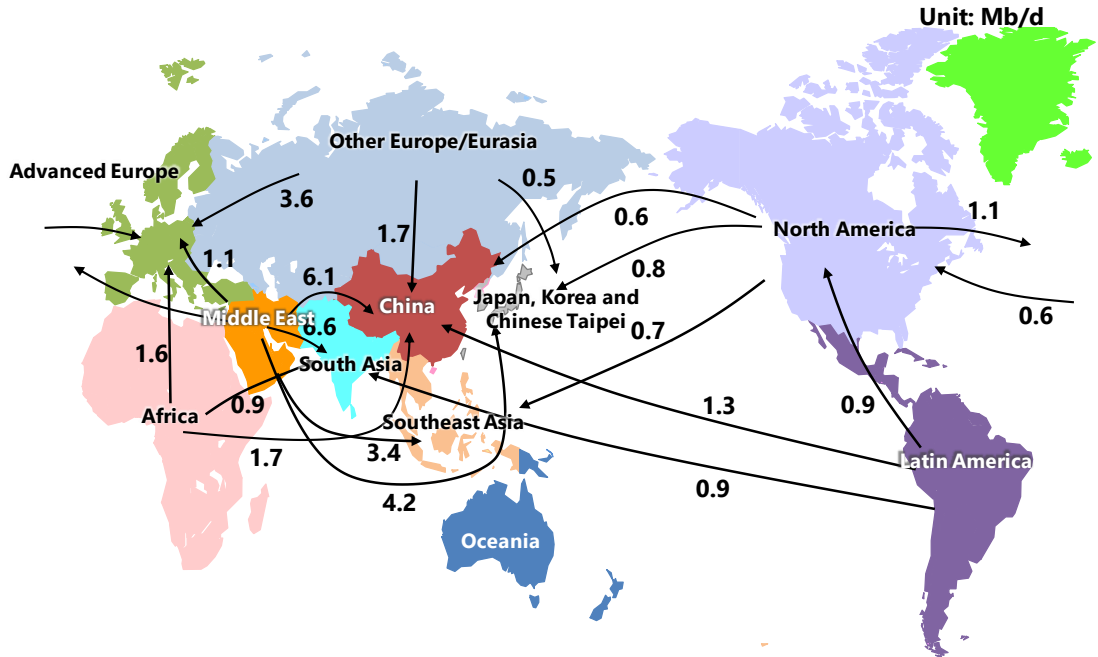 Unit: Mb/d
Other Europe/Eurasia
Advanced Europe
3.6
0.5
0.6
1.1
North America
1.7
1.1
6.1
0.8
China
Japan, Korea and
Chinese Taipei
Middle East
6.6
0.7
0.6
1.6
South Asia
0.9
Africa
Southeast Asia
1.3
0.9
1.7
3.4
Latin America
4.2
0.9
Oceania